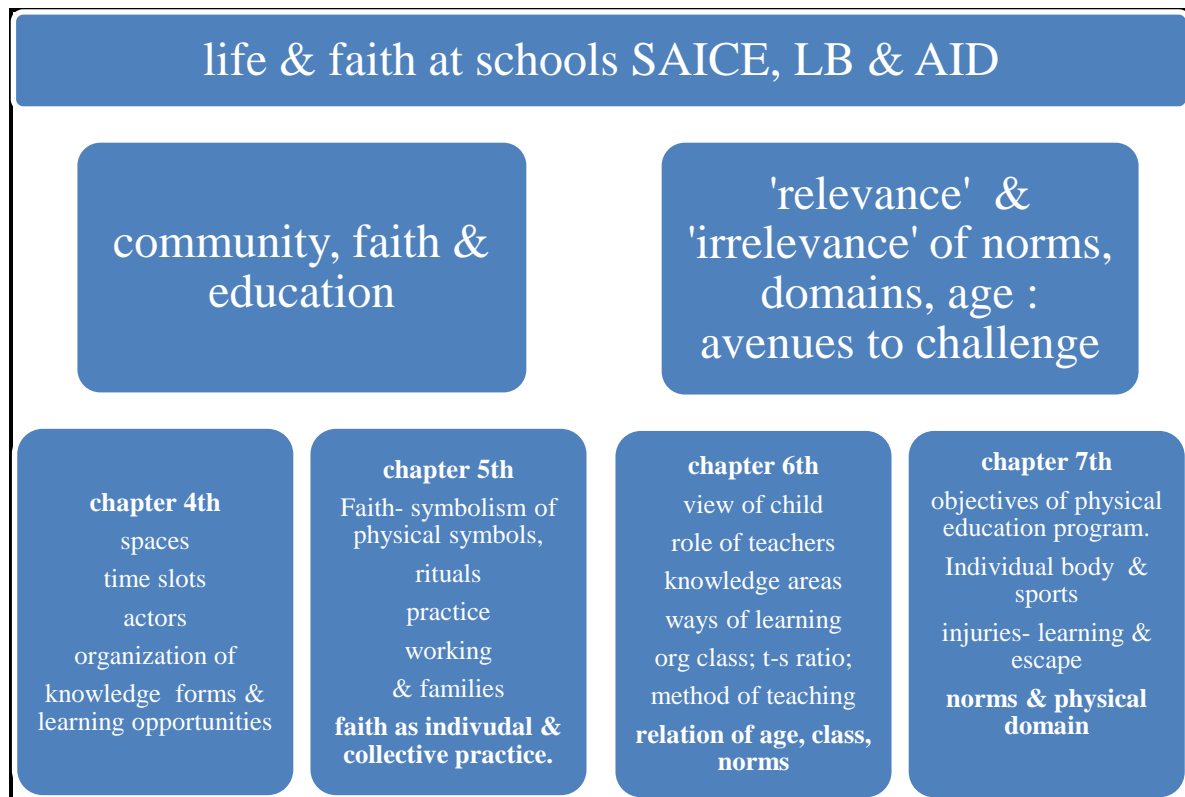 life & faith at schools SAICE, LB & AID
community, faith &
education
'relevance' &
'irrelevance' of norms,
domains, age :
avenues to challenge
chapter 4th
spaces
time slots
actors
organization of
knowledge forms &
learning opportunities
chapter 5th
Faith- symbolism of
physical symbols,
rituals
practice
working
& families
faith as indivudal &
collective practice.
chapter 6th
view of child
role of teachers
knowledge areas
ways of learning
org class; t-s ratio;
method of teaching
relation of age, class,
norms
chapter 7th
objectives of physical
education program.
Individual body & 
sports
injuries- learning &
escape
norms & physical
domain